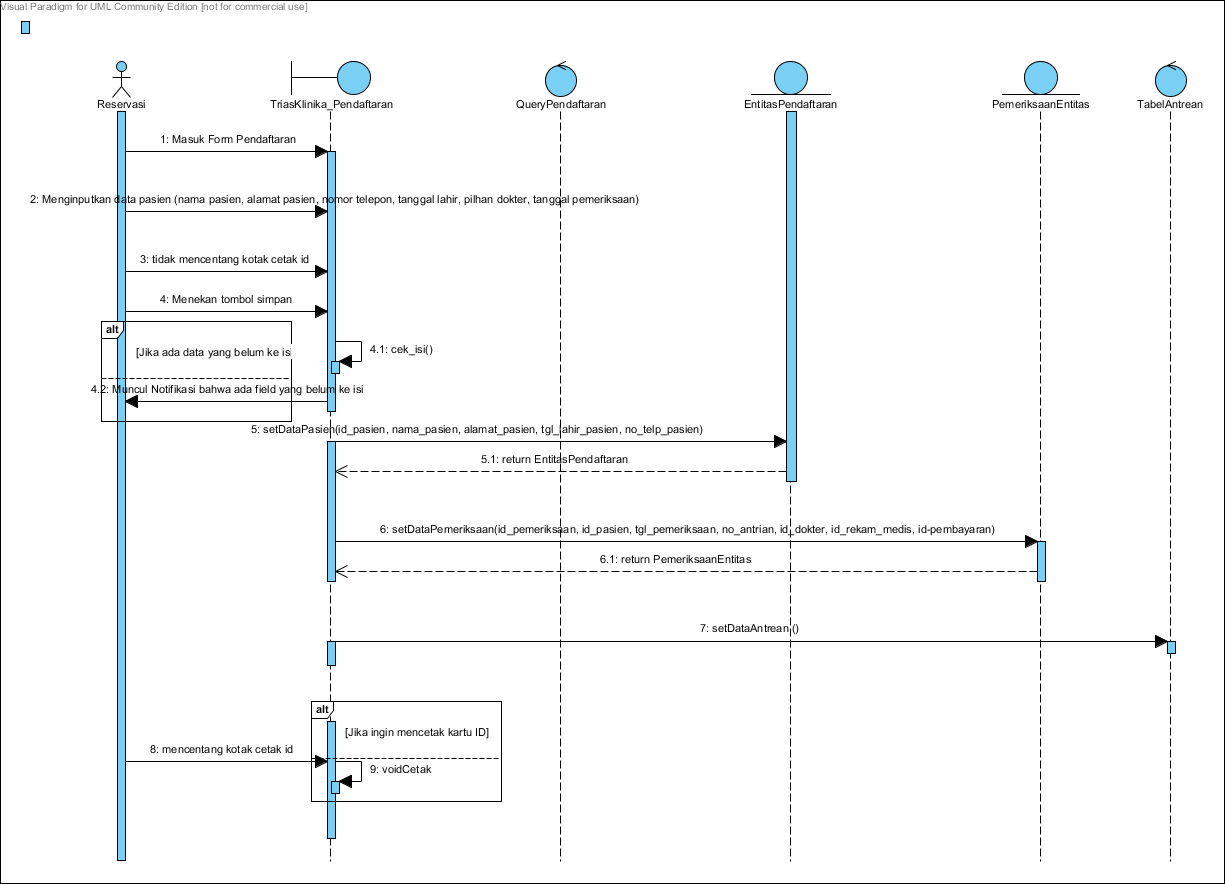 Visual Paradigm for UML Community Edition [not for commercial use]
Reservasi
TriasKlinika_Pendaftaran
QueryPendaftaran
EntitasPendaftaran
PemeriksaanEntitas
TabelAntrean
1: Masuk Form Pendaftaran
2: Menginputkan data pasien (nama pasien, alamat pasien, nomor telepon, tanggal lahir, pilhan dokter, tanggal pemeriksaan)
3: tidak mencentang kotak cetak id
4: Menekan tombol simpan
alt
[Jika ada data yang belum ke isi
4.1: cek_isi()
4.2: Muncul Notifikasi bahwa ada field yang belum ke isi
5: setDataPasien(id_pasien, nama_pasien, alamat_pasien, tgl_lahir_pasien, no_telp_pasien)
5.1: return EntitasPendaftaran
6: setDataPemeriksaan(id_pemeriksaan, id_pasien, tgl_pemeriksaan, no_antrian, id_dokter, id_rekam_medis, id-pembayaran)
6.1: return PemeriksaanEntitas
7: setDataAntrean ()
alt
[Jika ingin mencetak kartu ID]
8: mencentang kotak cetak id
9: voidCetak